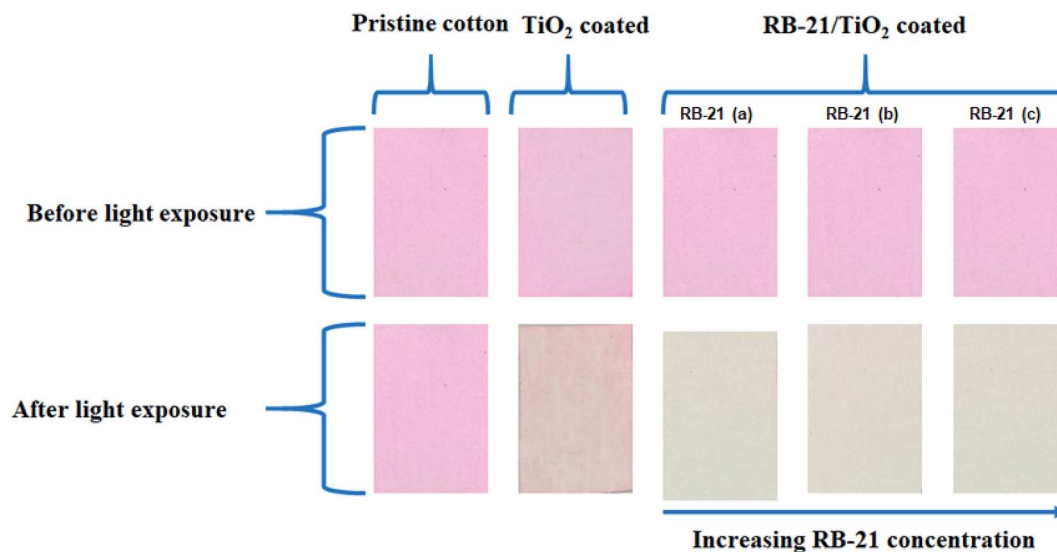 Pristine cotton
TiO₂ coated
RB-21/TiO₂ coated
RB-21 (a)
RB-21 (b)
RB-21 (c)
Before light exposure
After light exposure
Increasing RB-21 concentration